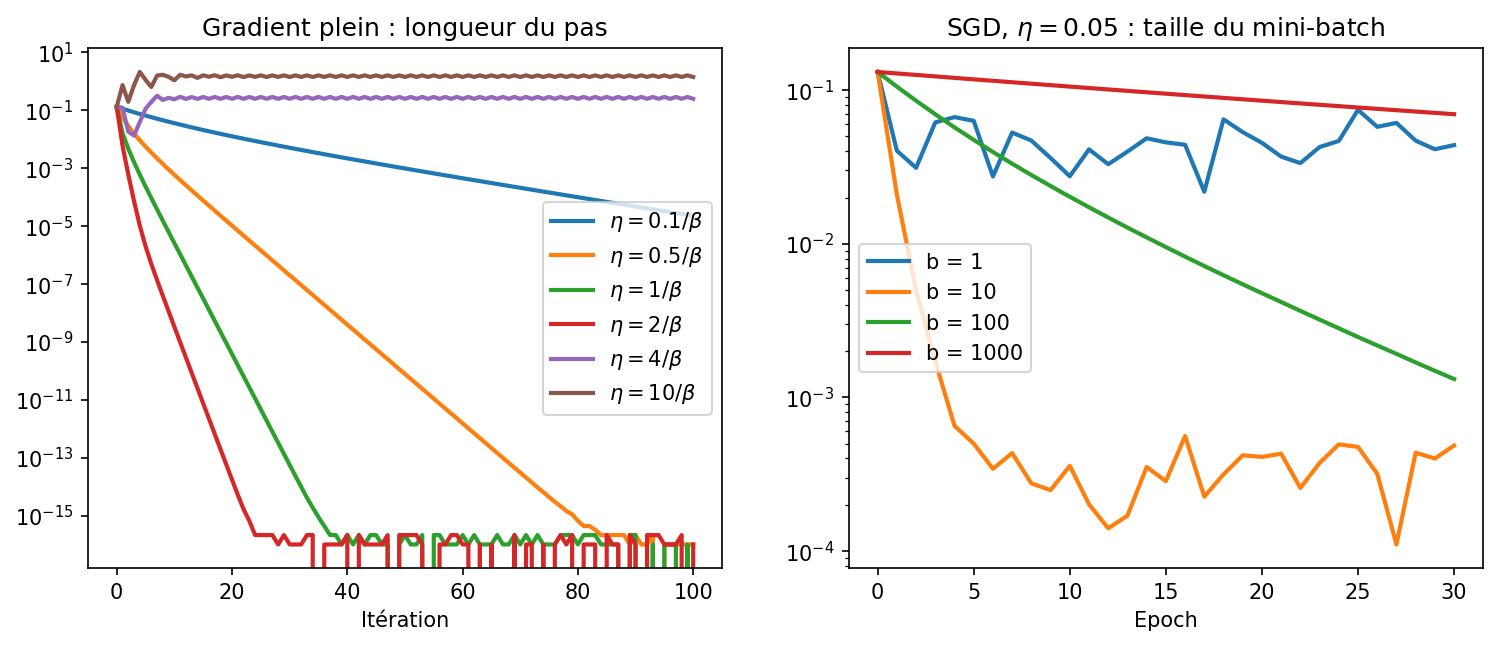 Gradient plein : longueur du pas
10^1
10^-1
10^-3
10^-5
10^-7
10^-9
10^-11
10^-13
10^-15
η = 0.1/β
η = 0.5/β
η = 1/β
η = 2/β
η = 4/β
η = 10/β
0 20 40 60 80 100
Itération
SGD, η = 0.05 : taille du mini-batch
10^-1
10^-2
10^-3
10^-4
b = 1
b = 10
b = 100
b = 1000
0 5 10 15 20 25 30
Epoch